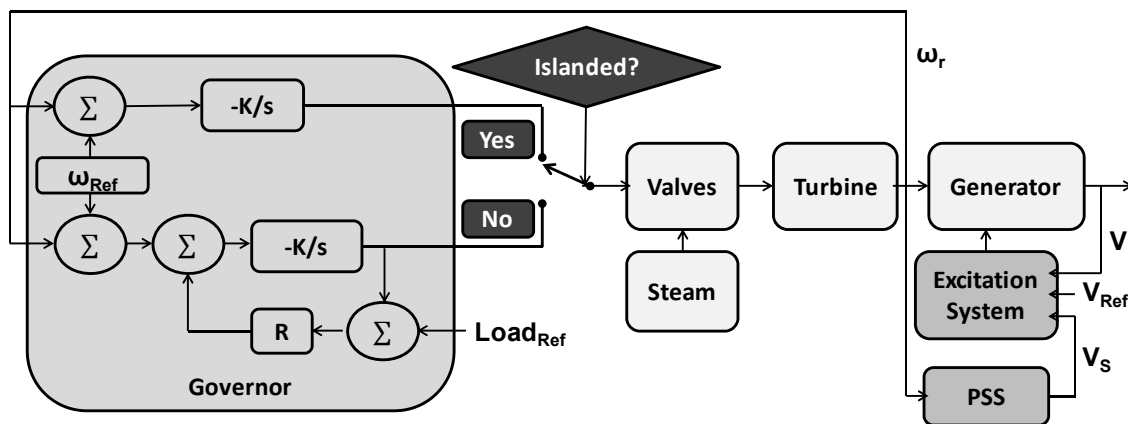 Islanded?
ωr
Σ
-K/s
Yes
ωRef
Valves
Turbine
Generator
No
Σ
Σ
-K/s
V
Steam
Excitation
System
VRef
R
Σ
LoadRef
VS
Governor
PSS